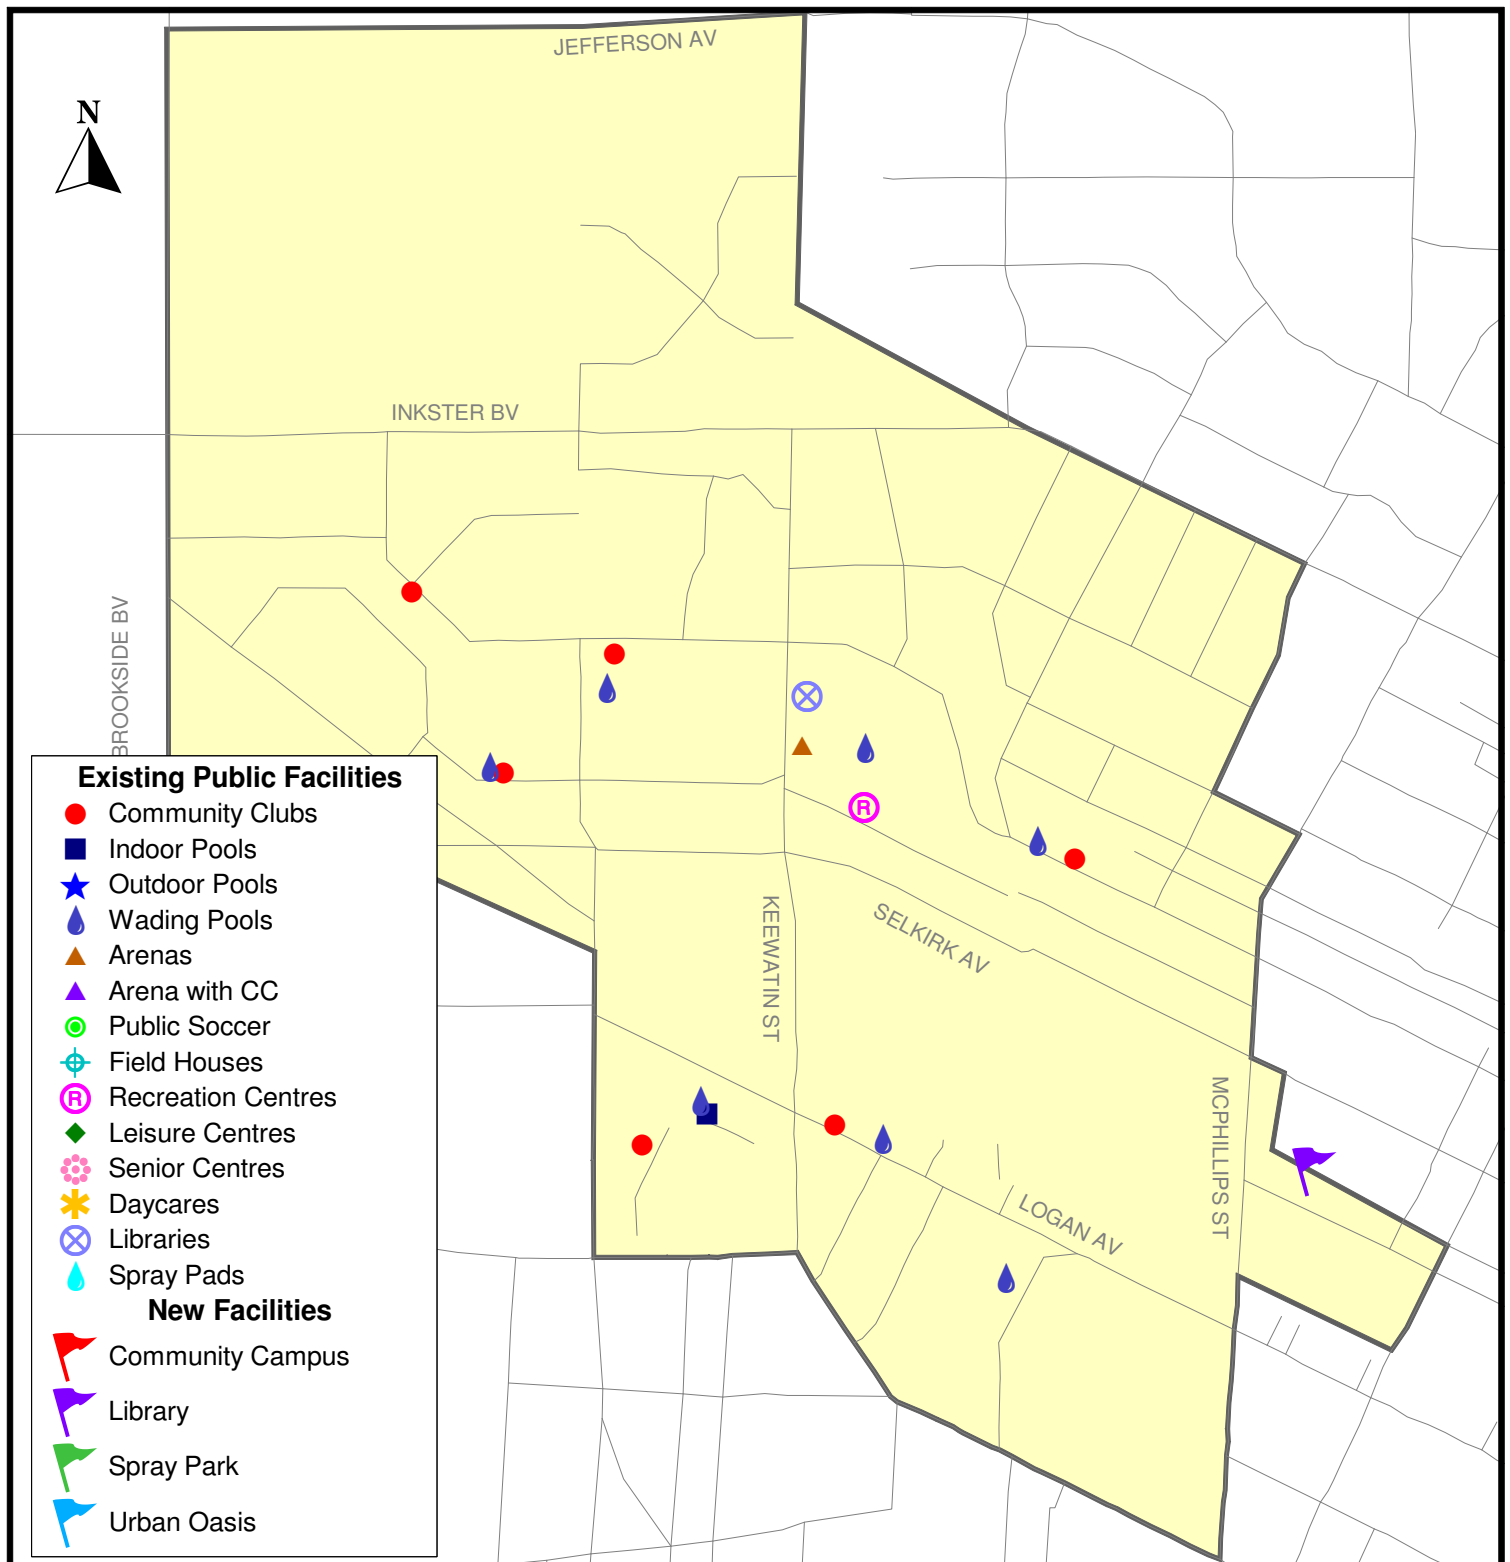 JEFFERSON AV
N
INKSTER BV
BROOKSIDE BV
KEEWATIN ST
SELKIRK AV
MCPHILLIPS ST
LOGAN AV
R
Existing Public Facilities
Community Clubs
Indoor Pools
Outdoor Pools
Wading Pools
Arenas
Arena with CC
Public Soccer
Field Houses
R Recreation Centres
Leisure Centres
Senior Centres
Daycares
Libraries
Spray Pads
New Facilities
Community Campus
Library
Spray Park
Urban Oasis